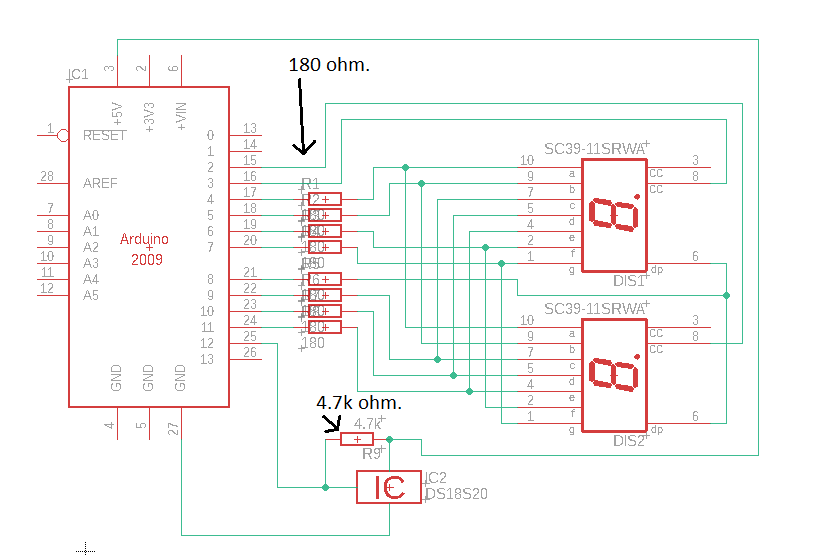 180 ohm.
IC1
3
2
6
+5V
+3V3
+VIN
1
RESET
28
AREF
7
A0
8
A1
9
A2
10
A3
11
A4
12
A5
Arduino
2009
0
13
1
14
2
15
3
16
4
17
5
18
6
19
7
20
8
21
9
22
10
23
11
24
12
25
13
26
GND
GND
GND
4
5
27
R1
R2
180
R6
180
180
180
SC39-11SRWA
10
a
9
b
7
c
5
d
4
e
2
f
1
g
CC
3
CC
8
dp
6
DIS1
SC39-11SRWA
10
a
9
b
7
c
5
d
4
e
2
f
1
g
CC
3
CC
8
dp
6
DIS2
4.7k ohm.
4.7k
R9
IC
IC2
DS18S20